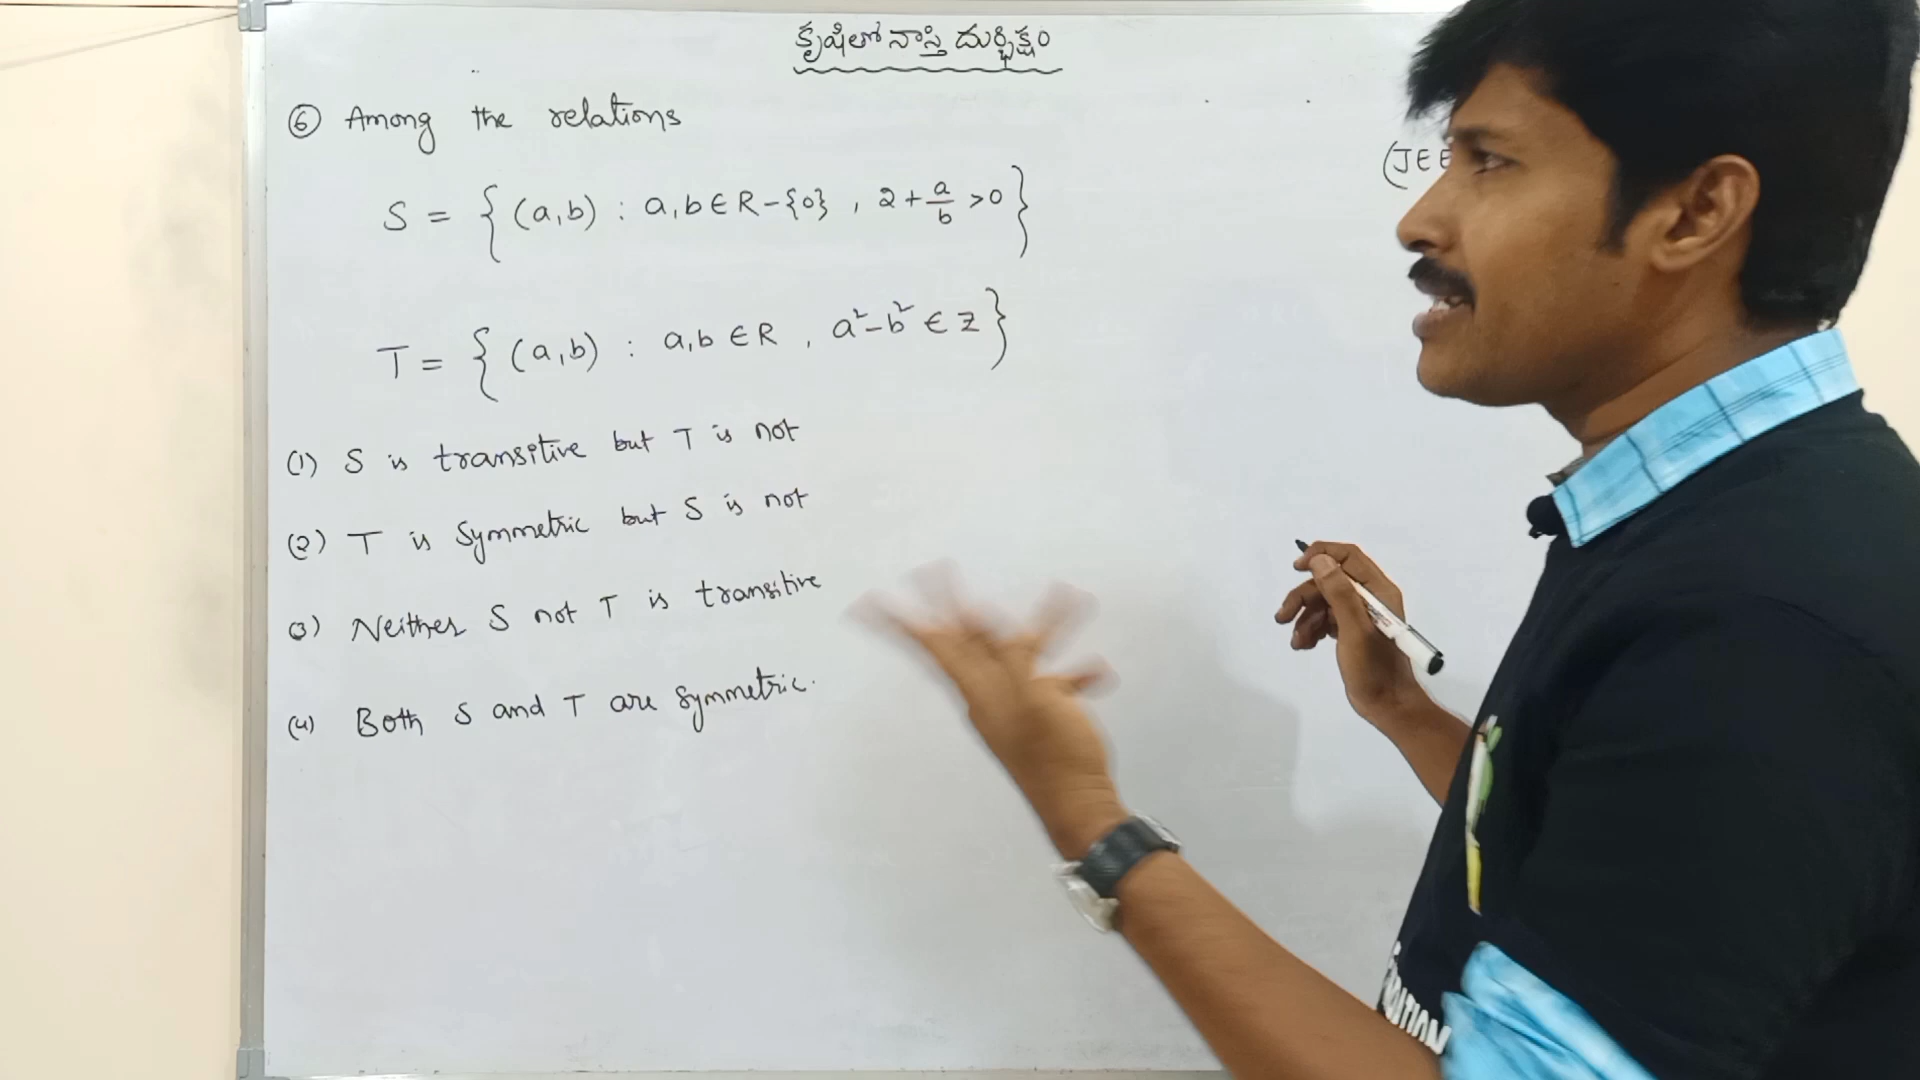 కృషితో నాస్తి దుర్భిక్షం
⑥ Among the relations
(JEE
S = { (a,b) : a,b ∈ R-{0} , 2 + a/b >0 }
T = { (a,b) : a,b ∈ R , a²-b² ∈ Z }
(1) S is transitive but T is not
(2) T is Symmetric but S is not
(3) Neither S not T is transitive
(4) Both S and T are symmetric.